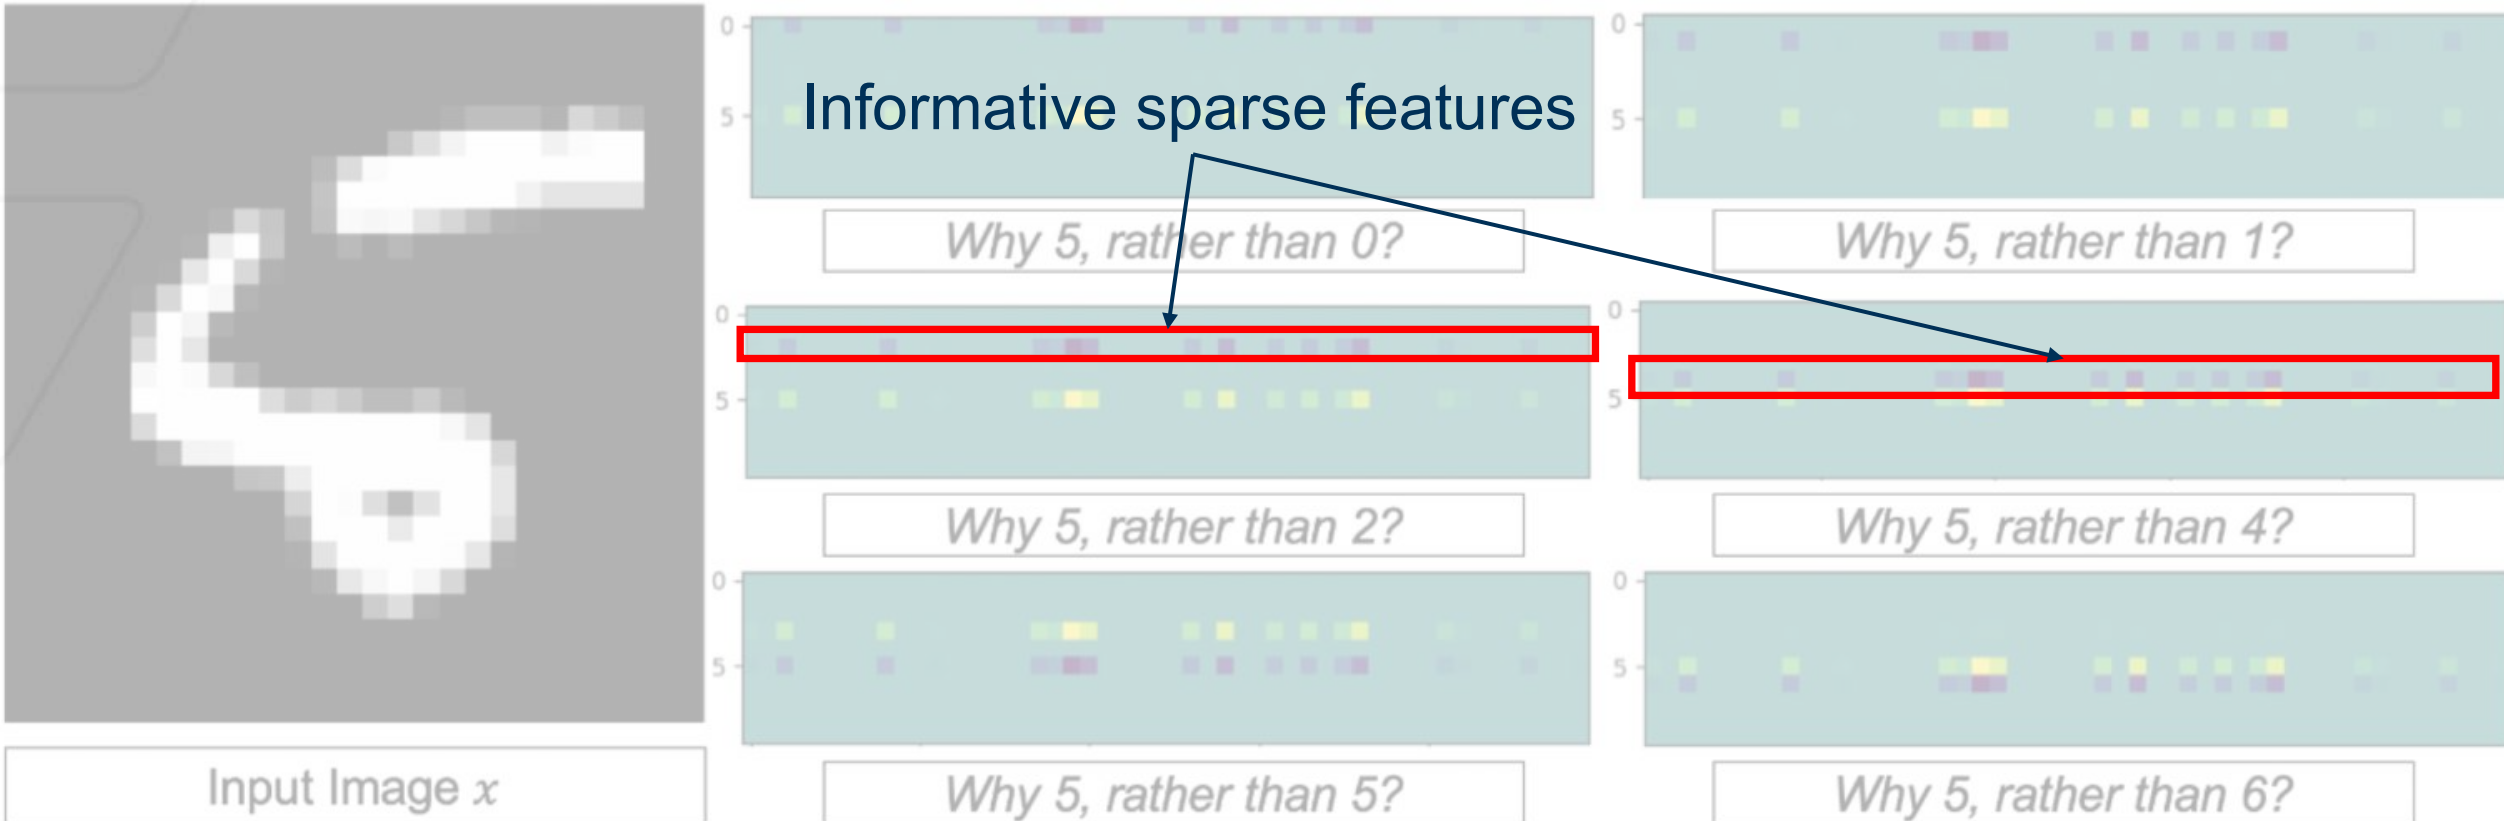 0
0
Informative sparse features
5
5
Why 5, rather than 0?
Why 5, rather than 1?
0
0
5
5
Why 5, rather than 2?
Why 5, rather than 4?
0
0
5
5
Input Image x
Why 5, rather than 5?
Why 5, rather than 6?